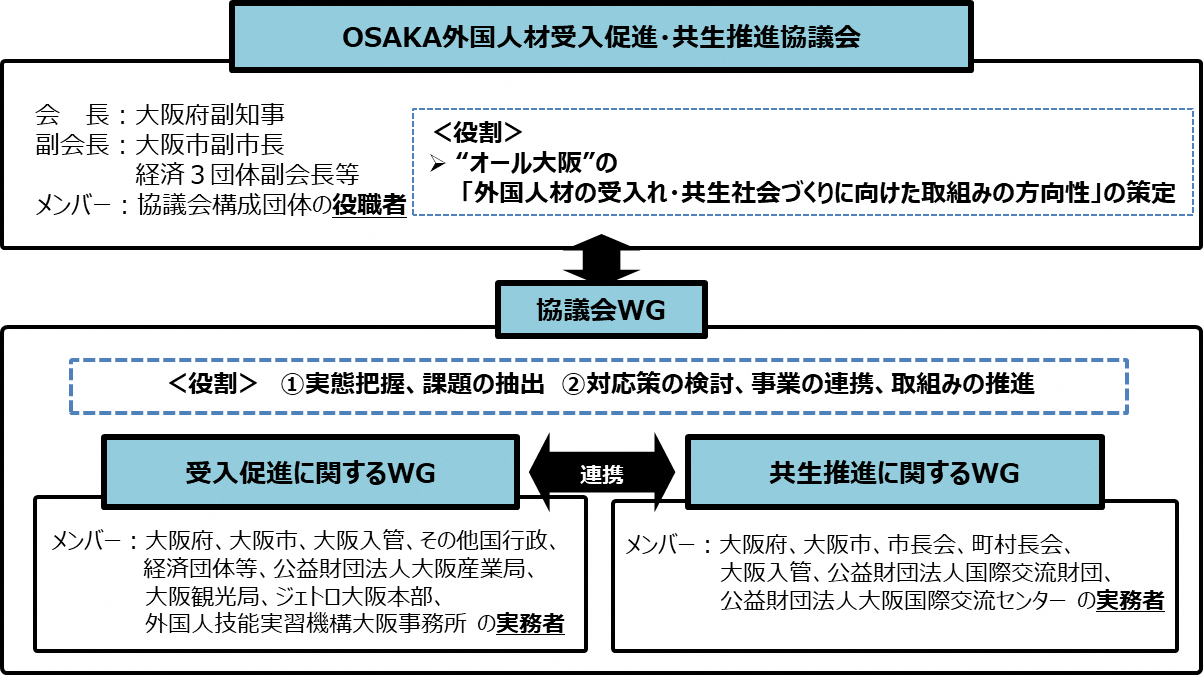 OSAKA外国人材受入促進・共生推進協議会
会　長：大阪府副知事
副会長：大阪市副市長
経済３団体副会長等
メンバー：協議会構成団体の役職者
＜役割＞
➢ “オール大阪”の
「外国人材の受入れ・共生社会づくりに向けた取組みの方向性」の策定
協議会WG
＜役割＞　①実態把握、課題の抽出　②対応策の検討、事業の連携、取組みの推進
受入促進に関するWG
連携
共生推進に関するWG
メンバー：大阪府、大阪市、大阪入管、その他国行政、
経済団体等、公益財団法人大阪産業局、
大阪観光局、ジェトロ大阪本部、
外国人技能実習機構大阪事務所 の実務者
メンバー：大阪府、大阪市、市長会、町村長会、
大阪入管、公益財団法人国際交流財団、
公益財団法人大阪国際交流センター の実務者